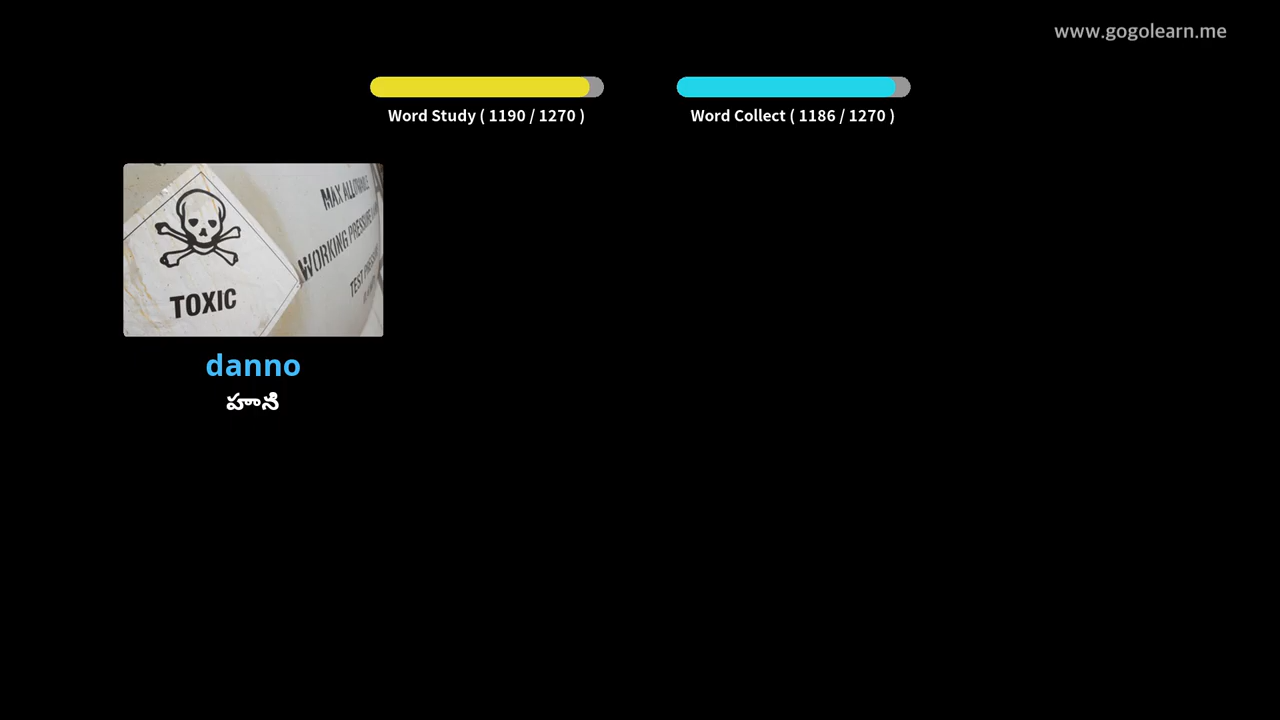 www.gogolearn.me
Word Study ( 1190 / 1270 )
Word Collect ( 1186 / 1270 )
MAX ALLOWABLE
WORKING PRESSURE
TEST
TOXIC
danno
హాని